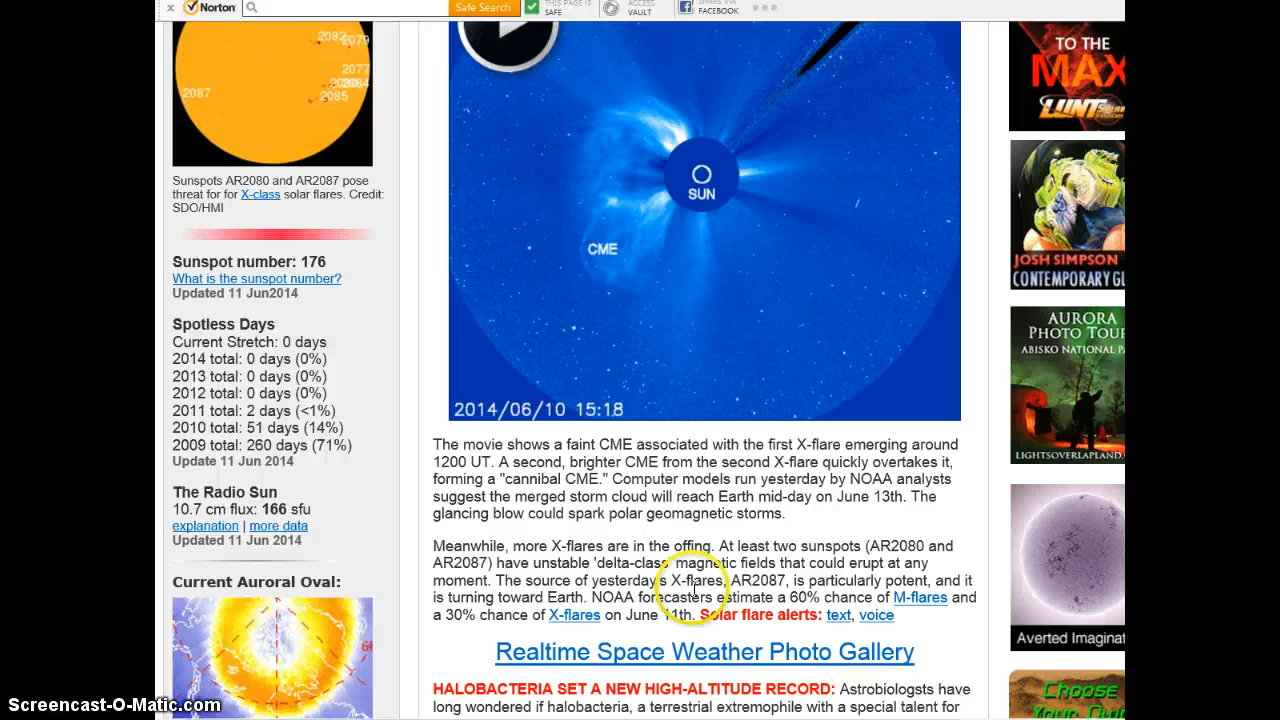 x Norton Safe Search THIS PAGE IS SAFE ACCESS VAULT SHARE VIA FACEBOOK
2082
2079
2077
2087
2085
Sunspots AR2080 and AR2087 pose
threat for for X-class solar flares. Credit:
SDO/HMI
Sunspot number: 176
What is the sunspot number?
Updated 11 Jun2014
Spotless Days
Current Stretch: 0 days
2014 total: 0 days (0%)
2013 total: 0 days (0%)
2012 total: 0 days (0%)
2011 total: 2 days (<1%)
2010 total: 51 days (14%)
2009 total: 260 days (71%)
Update 11 Jun 2014
The Radio Sun
10.7 cm flux: 166 sfu
explanation | more data
Updated 11 Jun 2014
Current Auroral Oval:
SUN
CME
2014/06/10 15:18
The movie shows a faint CME associated with the first X-flare emerging around
1200 UT. A second, brighter CME from the second X-flare quickly overtakes it,
forming a "cannibal CME." Computer models run yesterday by NOAA analysts
suggest the merged storm cloud will reach Earth mid-day on June 13th. The
glancing blow could spark polar geomagnetic storms.
Meanwhile, more X-flares are in the offing. At least two sunspots (AR2080 and
AR2087) have unstable 'delta-class' magnetic fields that could erupt at any
moment. The source of yesterday's X-flares, AR2087, is particularly potent, and it
is turning toward Earth. NOAA forecasters estimate a 60% chance of M-flares and
a 30% chance of X-flares on June 11th. Solar flare alerts: text, voice
Realtime Space Weather Photo Gallery
HALOBACTERIA SET A NEW HIGH-ALTITUDE RECORD: Astrobiologsts have
long wondered if halobacteria, a terrestrial extremophile with a special talent for
TO THE
MAX
LUNT
JOSH SIMPSON
CONTEMPORARY GL
AURORA
PHOTO TOUR
ABISKO NATIONAL PA
LIGHTSOVERLAPLAND.C
Averted Imaginat
Choose
Your Own
Screencast-O-Matic.com